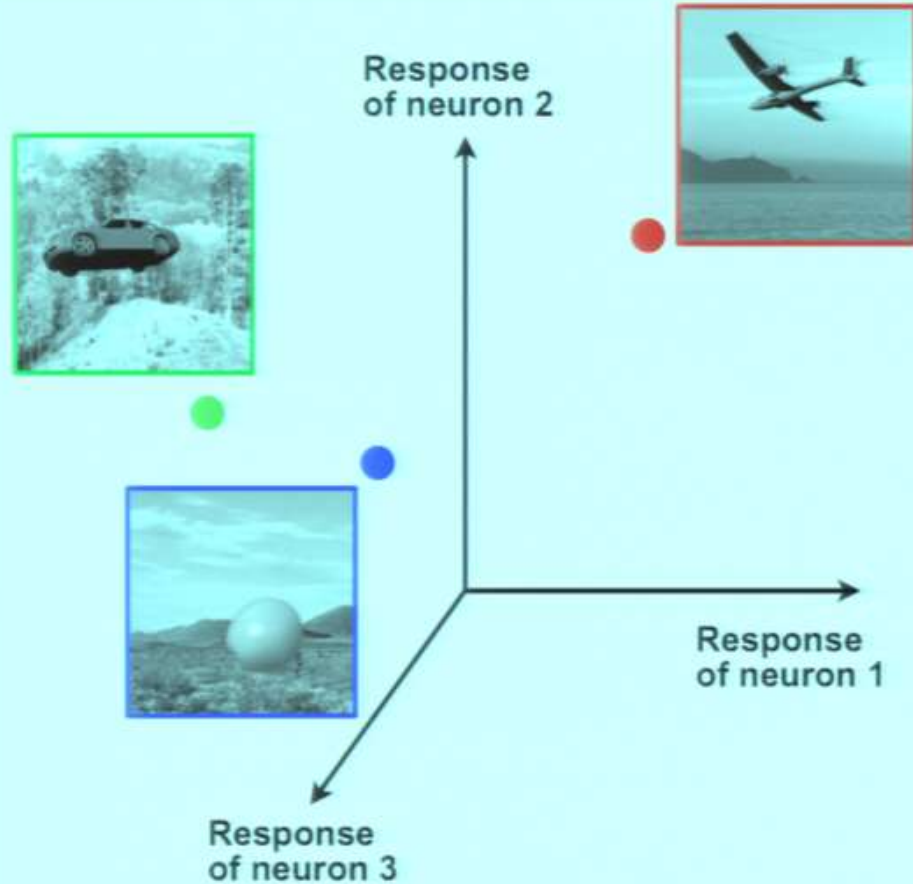 Response
of neuron 2
Response
of neuron 1
Response
of neuron 3